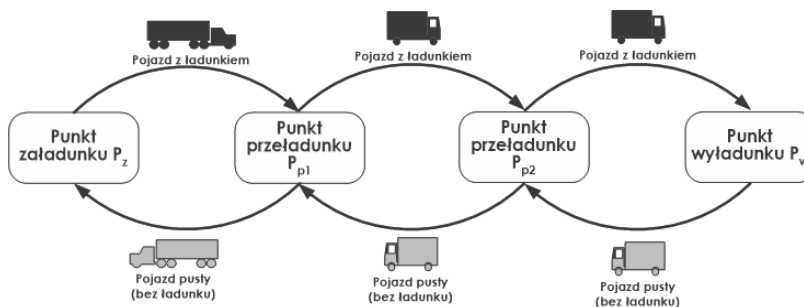 Pojazd z ładunkiem
Pojazd z ładunkiem
Pojazd z ładunkiem
Punkt
załadunku Pz
Punkt
przeładunku
Pp1
Punkt
przeładunku
Pp2
Punkt
wyładunku Pw
Pojazd pusty
(bez ładunku)
Pojazd pusty
(bez ładunku)
Pojazd pusty
(bez ładunku)